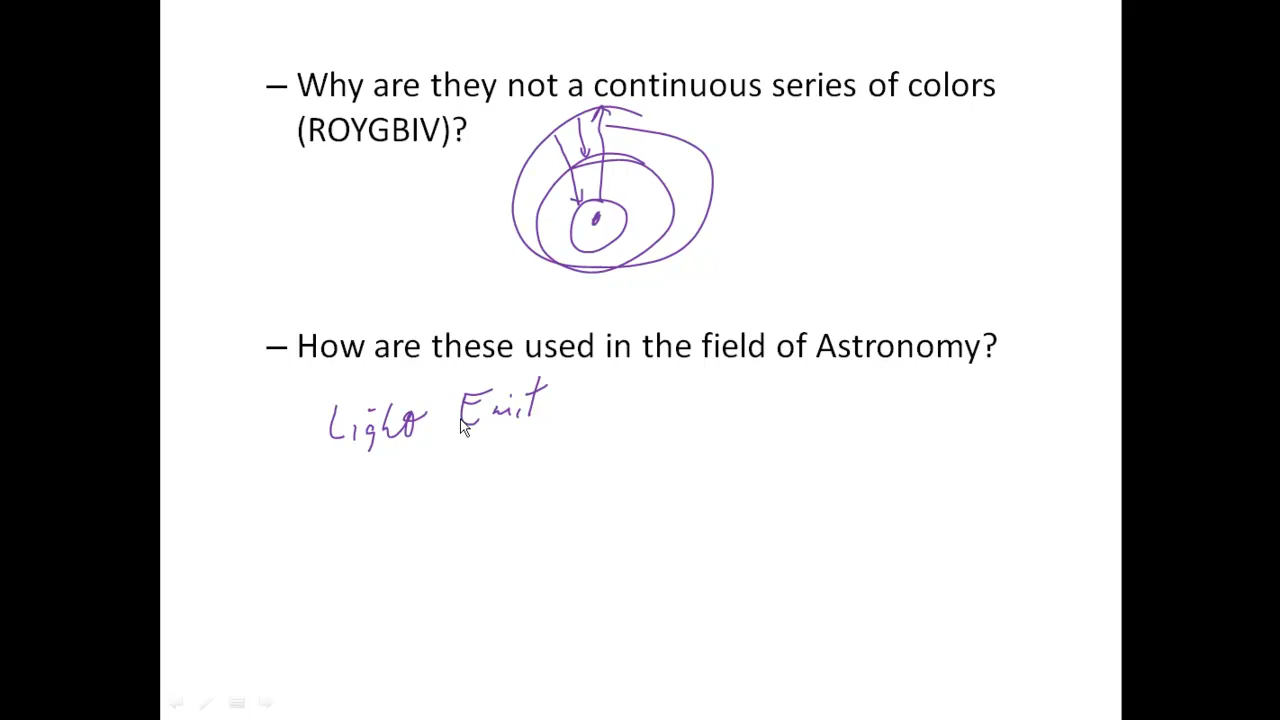 – Why are they not a continuous series of colors
(ROYGBIV)?
– How are these used in the field of Astronomy?
Light Emit